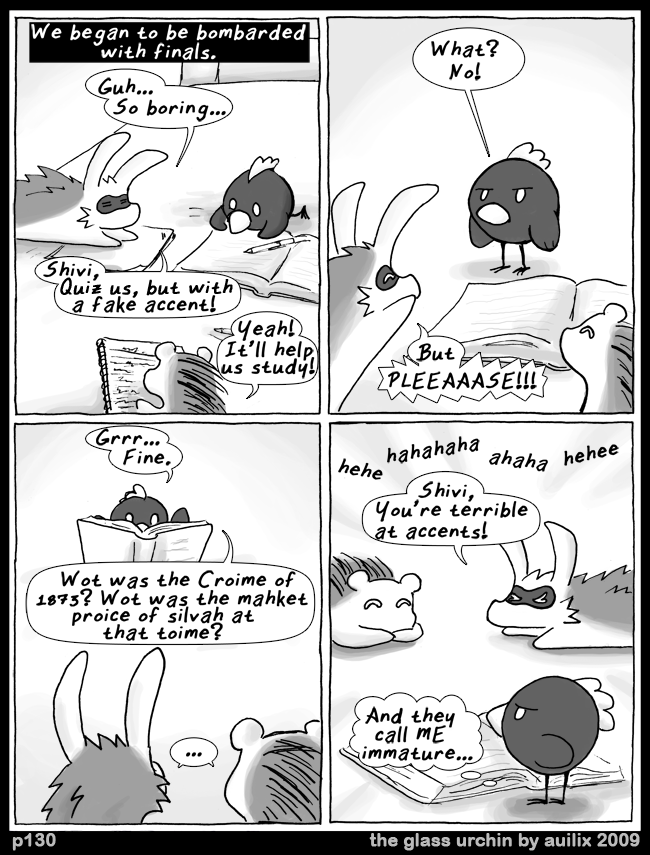 We began to be bombarded
with finals.
Guh...
So boring...
Shivi,
Quiz us, but with
a fake accent!
Yeah!
It'll help
us study!
What?
No!
But
PLEEAAASE!!!
Grrr...
Fine.
Wot was the Croime of
1873? Wot was the mahket
proice of silvah at
that toime?
...
hehe hahahaha ahaha hehee
Shivi,
You're terrible
at accents!
And they
call ME
immature...
p130
the glass urchin by auilix 2009